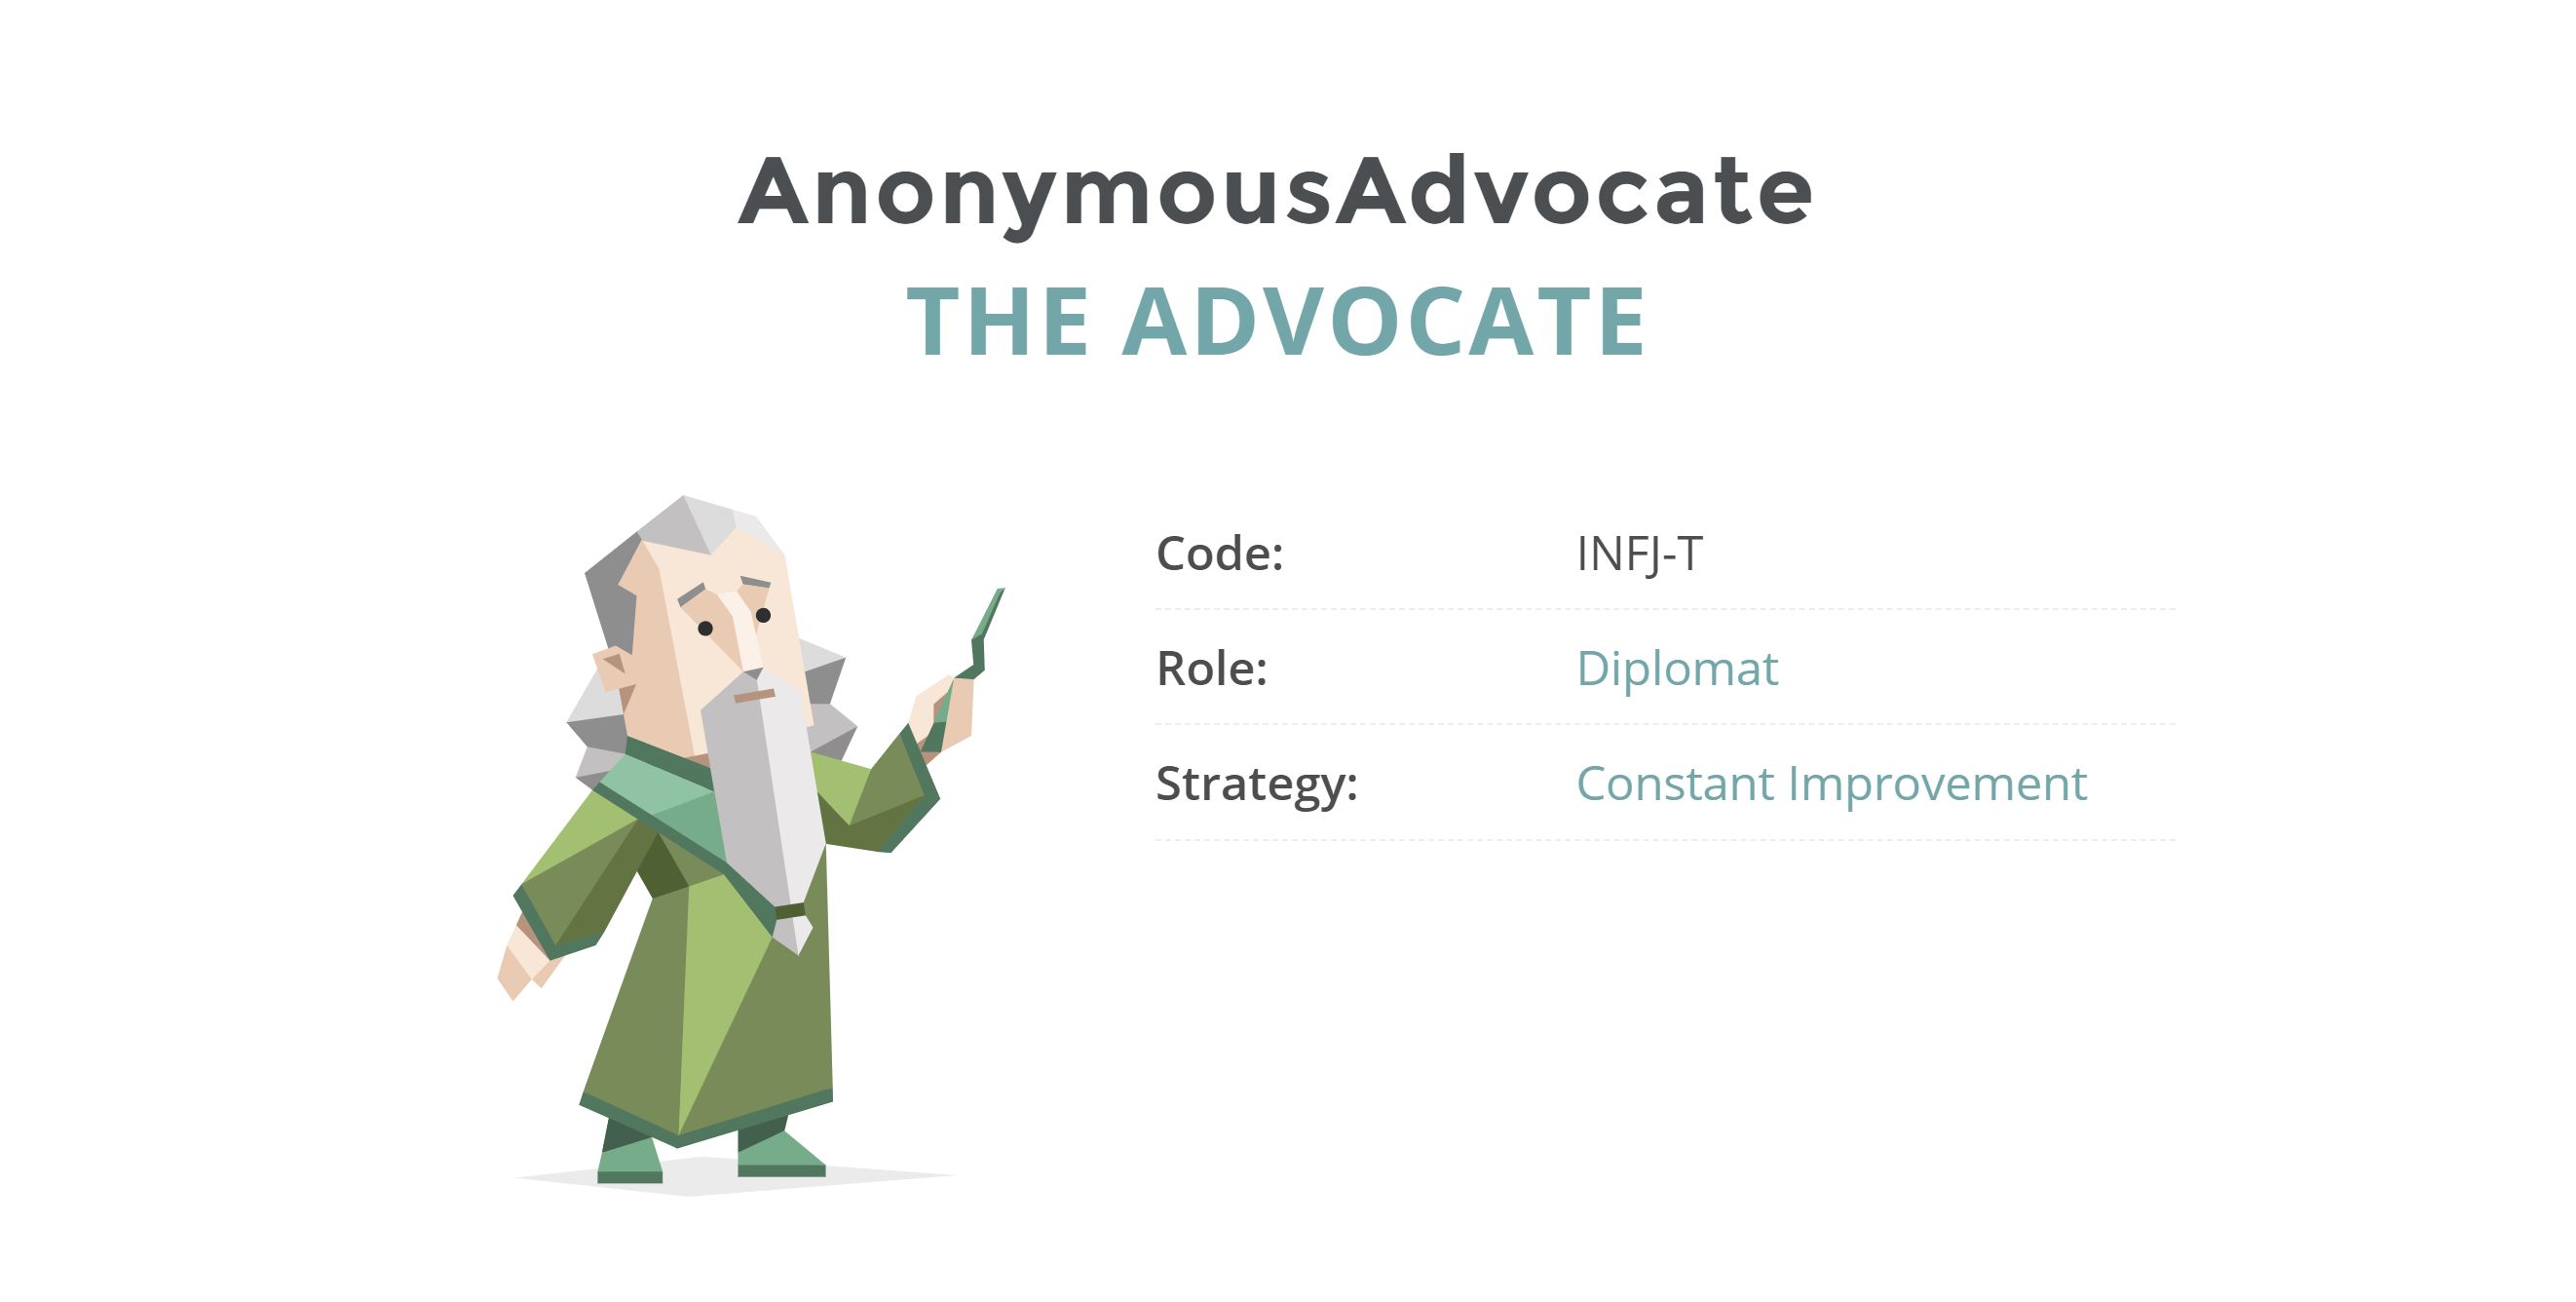 AnonymousAdvocate
THE ADVOCATE
Code: INFJ-T
Role: Diplomat
Strategy: Constant Improvement